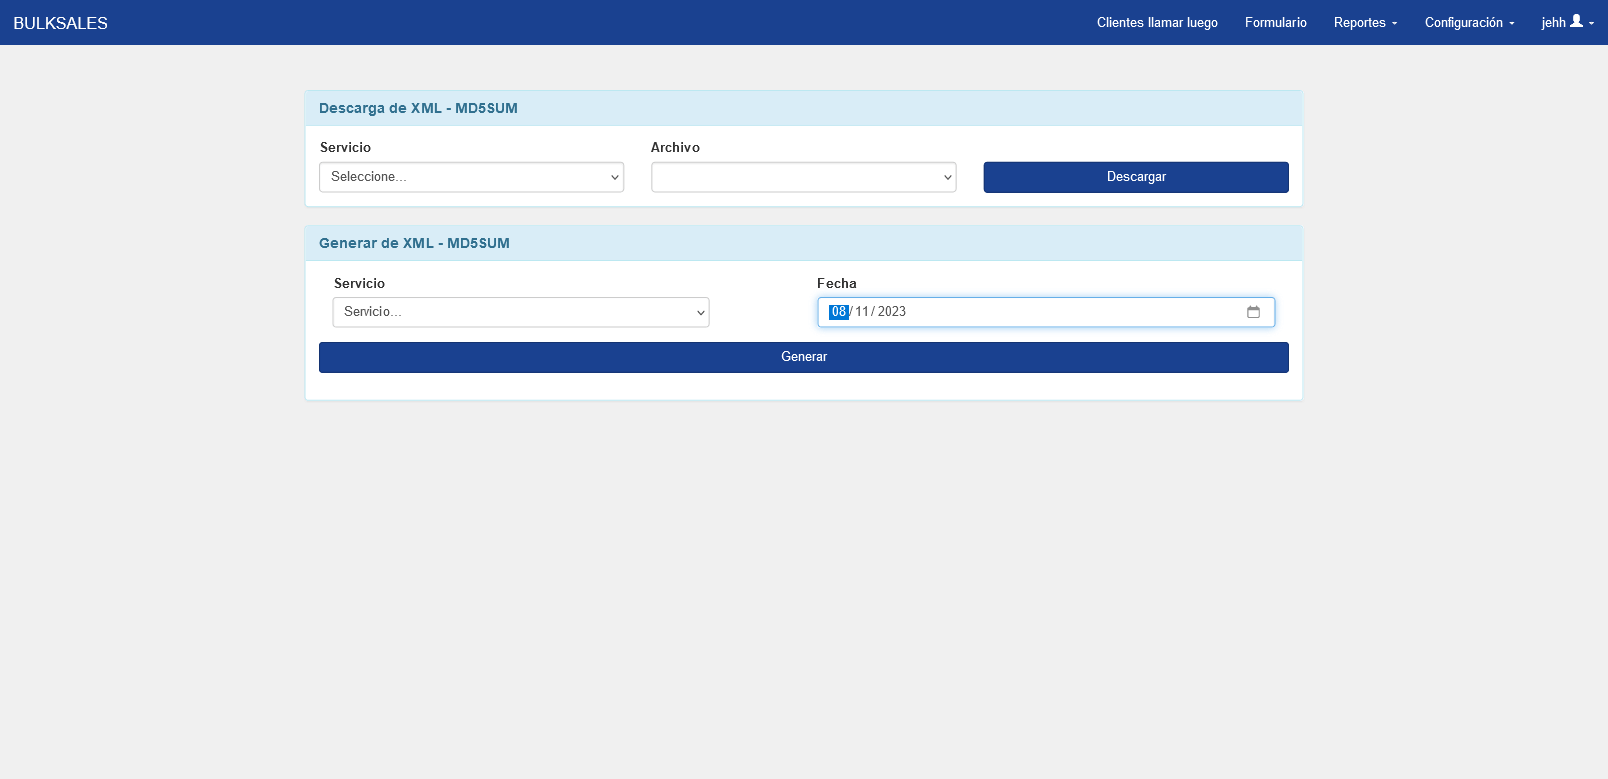 BULKSALES Clientes llamar luego Formulario Reportes Configuración jehh
Descarga de XML - MD5SUM
Servicio Archivo
Seleccione... Descargar
Generar de XML - MD5SUM
Servicio Fecha
Servicio... 08/11/2023
Generar